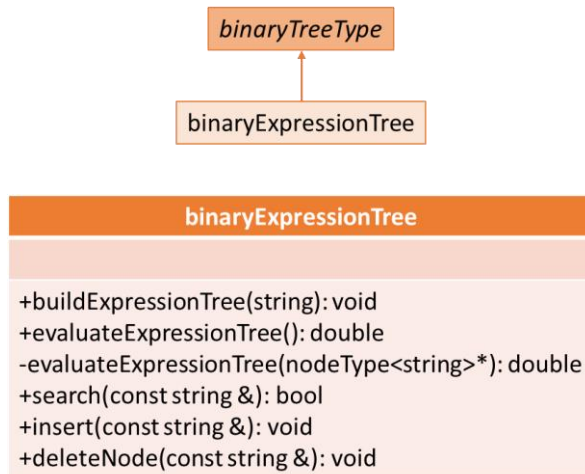 binaryTreeType
binaryExpressionTree
binaryExpressionTree
+buildExpressionTree(string): void
+evaluateExpressionTree(): double
-evaluateExpressionTree(nodeType<string>*): double
+search(const string &): bool
+insert(const string &): void
+deleteNode(const string &): void